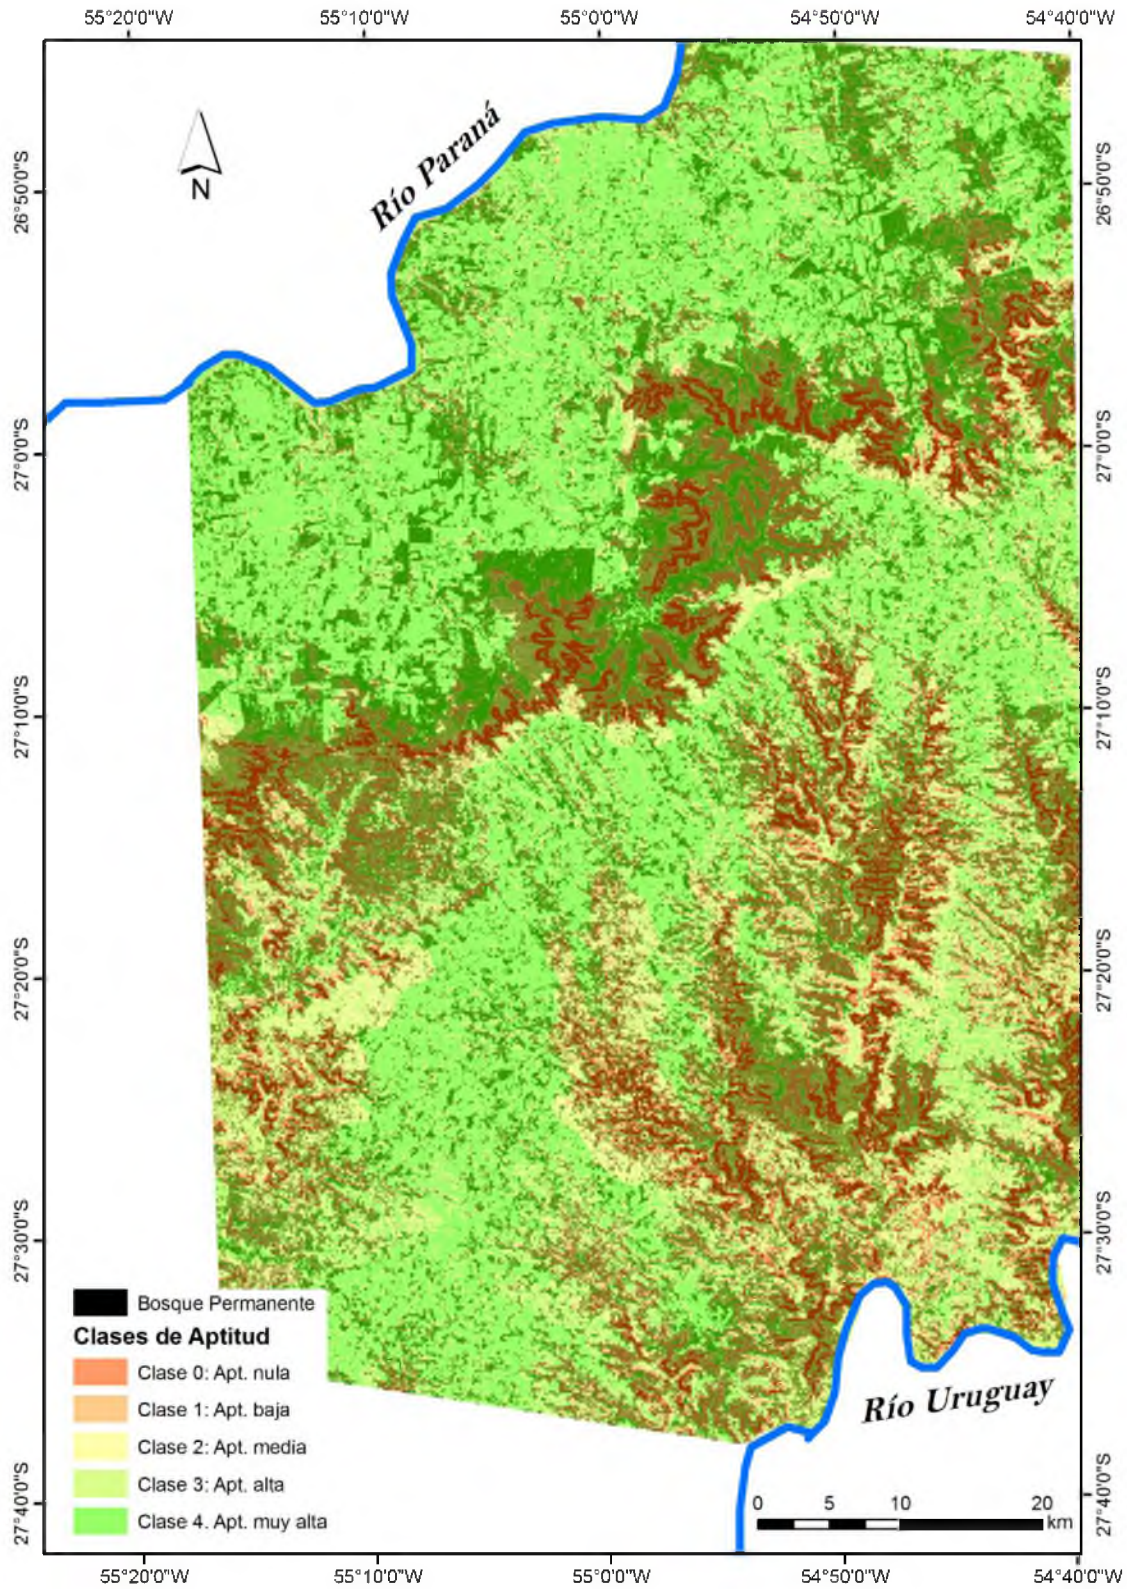 55°20'0"W 55°10'0"W 55°0'0"W 54°50'0"W 54°40'0"W
Río Paraná
N
26°50'0"S
26°50'0"S
27°0'0"S
27°0'0"S
27°10'0"S
27°10'0"S
27°20'0"S
27°20'0"S
27°30'0"S
27°30'0"S
Bosque Permanente
Clases de Aptitud
Clase 0: Apt. nula
Clase 1: Apt. baja
Clase 2: Apt. media
Clase 3: Apt. alta
Clase 4. Apt. muy alta
Río Uruguay
27°40'0"S
27°40'0"S
0 5 10 20
km
55°20'0"W 55°10'0"W 55°0'0"W 54°50'0"W 54°40'0"W